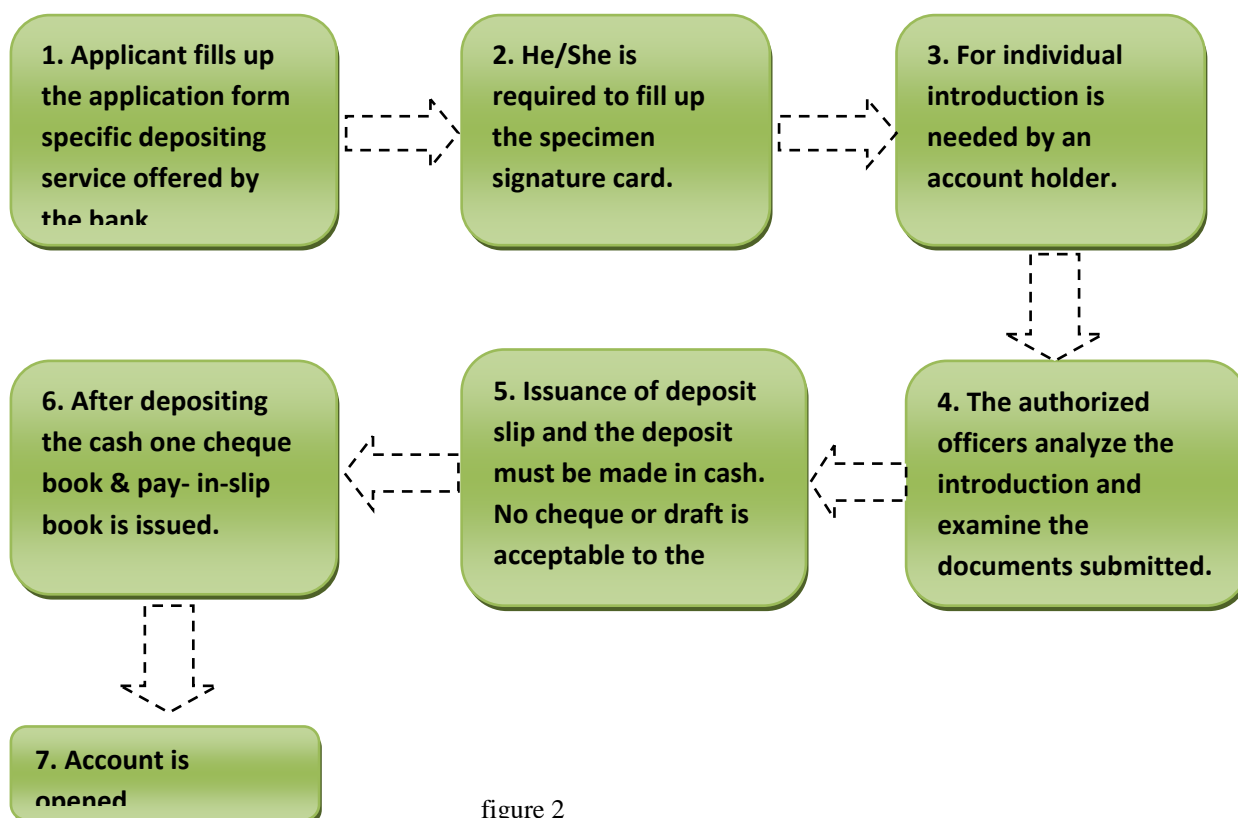 1. Applicant fills up
the application form
specific depositing
service offered by
the bank
2. He/She is
required to fill up
the specimen
signature card.
3. For individual
introduction is
needed by an
account holder.
4. The authorized
officers analyze the
introduction and
examine the
documents submitted.
5. Issuance of deposit
slip and the deposit
must be made in cash.
No cheque or draft is
acceptable to the
6. After depositing
the cash one cheque
book & pay- in-slip
book is issued.
7. Account is
opened
figure 2